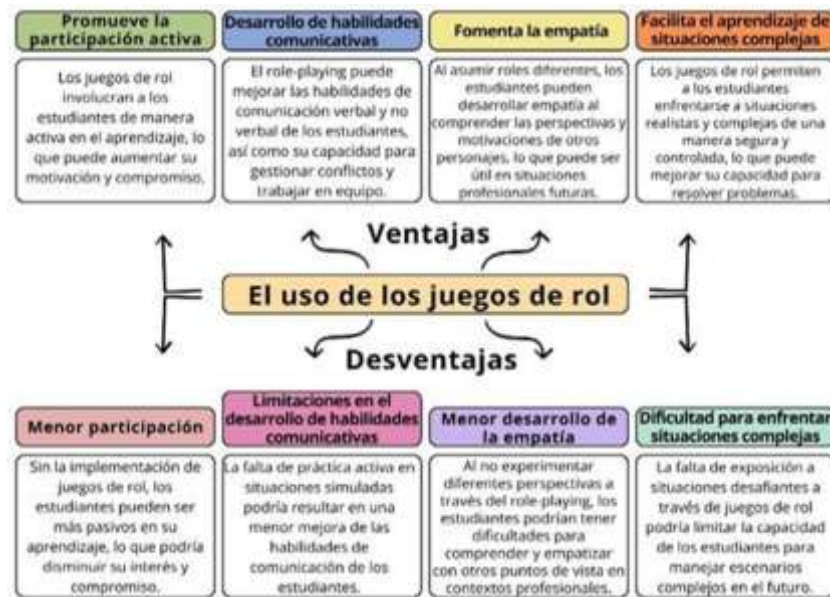 Promueve la
participación activa
Los juegos de rol
involucran a los
estudiantes de manera
activa en el aprendizaje, lo
que puede aumentar su
motivación y compromiso.
Desarrollo de habilidades
comunicativas
El role-playing puede
mejorar las habilidades de
comunicación verbal y no
verbal de los estudiantes,
así como su capacidad para
gestionar conflictos y
trabajar en equipo.
Fomenta la empatía
Al asumir roles diferentes, los
estudiantes pueden
desarrollar empatía al
comprender las perspectivas y
motivaciones de otros
personajes, lo que puede ser
útil en situaciones
profesionales futuras.
Facilita el aprendizaje de
situaciones complejas
Los juegos de rol permiten
a los estudiantes
enfrentarse a situaciones
realistas y complejas de una
manera segura y
controlada, lo que puede
mejorar su capacidad para
resolver problemas.
Ventajas
El uso de los juegos de rol
Desventajas
Menor participación
Sin la implementación de
juegos de rol, los
estudiantes pueden ser
más pasivos en su
aprendizaje, lo que podría
disminuir su interés y
compromiso.
Limitaciones en el
desarrollo de habilidades
comunicativas
La falta de práctica activa en
situaciones simuladas
podría resultar en una
menor mejora de las
habilidades de
comunicación de los
estudiantes.
Menor desarrollo de
la empatía
Al no experimentar
diferentes perspectivas a
través del role-playing, los
estudiantes podrían tener
dificultades para
comprender y empatizar
con otros puntos de vista en
contextos profesionales.
Dificultad para enfrentar
situaciones complejas
La falta de exposición a
situaciones desafiantes a
través de juegos de rol
podría limitar la capacidad
de los estudiantes para
manejar escenarios
complejos en el futuro.